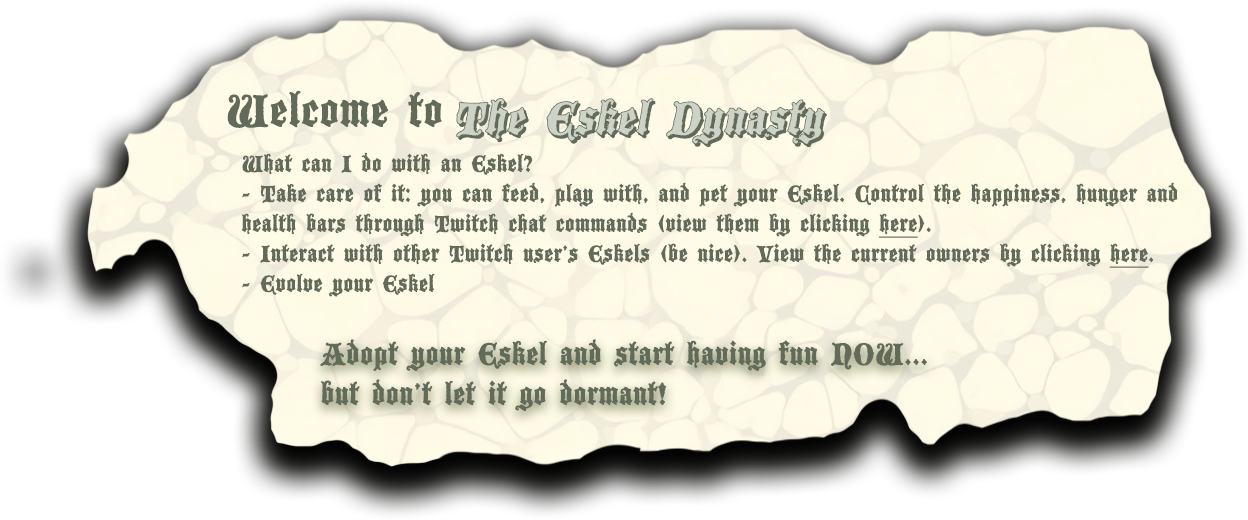 Welcome to The Eskel Dynasty
What can I do with an Eskel?
- Take care of it: you can feed, play with, and pet your Eskel. Control the happiness, hunger and
health bars through Twitch chat commands (view them by clicking here).
- Interact with other Twitch user's Eskels (be nice). View the current owners by clicking here.
- Evolve your Eskel
Adopt your Eskel and start having fun NOW...
but don't let it go dormant!